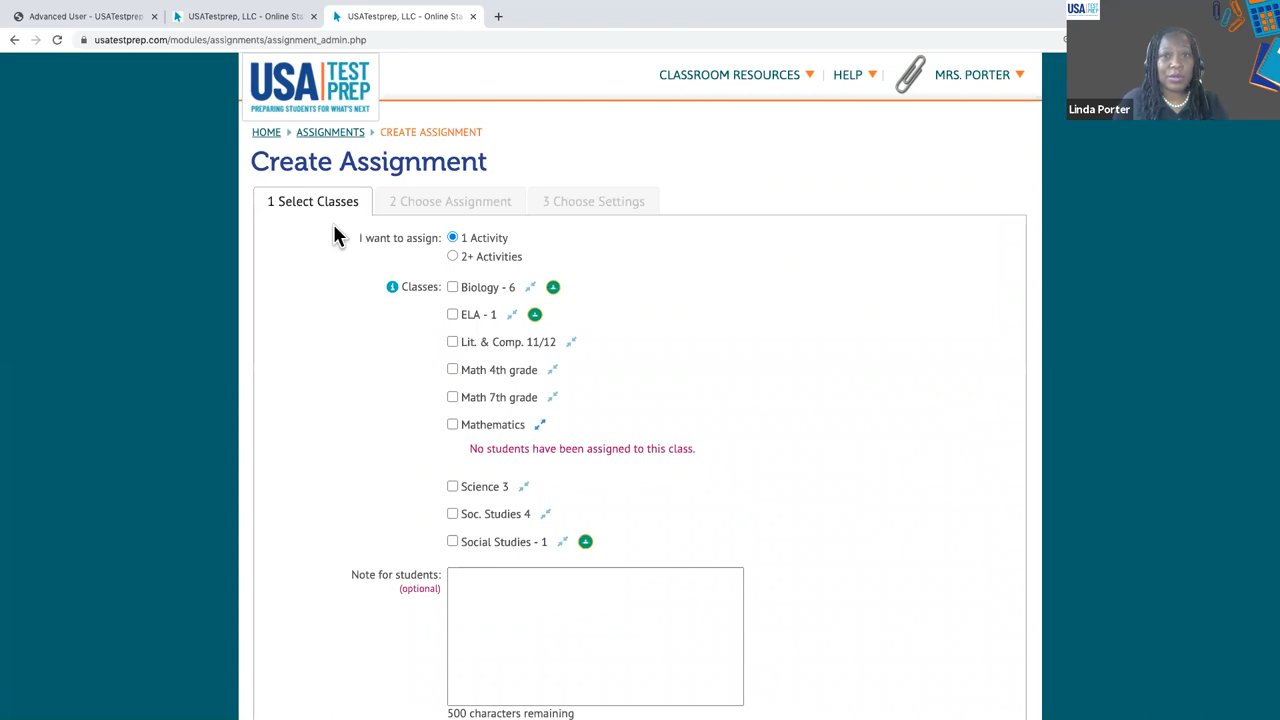 Advanced User - USATestprep
USATestprep, LLC - Online Sta
USATestprep, LLC - Online Sta
usatestprep.com/modules/assignments/assignment_admin.php
USA TEST PREP
Linda Porter
USA TEST PREP
PREPARING STUDENTS FOR WHAT'S NEXT
CLASSROOM RESOURCES
HELP
MRS. PORTER
HOME
ASSIGNMENTS
CREATE ASSIGNMENT
Create Assignment
1 Select Classes
2 Choose Assignment
3 Choose Settings
I want to assign: 1 Activity
2+ Activities
Classes: Biology - 6
ELA - 1
Lit. & Comp. 11/12
Math 4th grade
Math 7th grade
Mathematics
No students have been assigned to this class.
Science 3
Soc. Studies 4
Social Studies - 1
Note for students:
(optional)
500 characters remaining